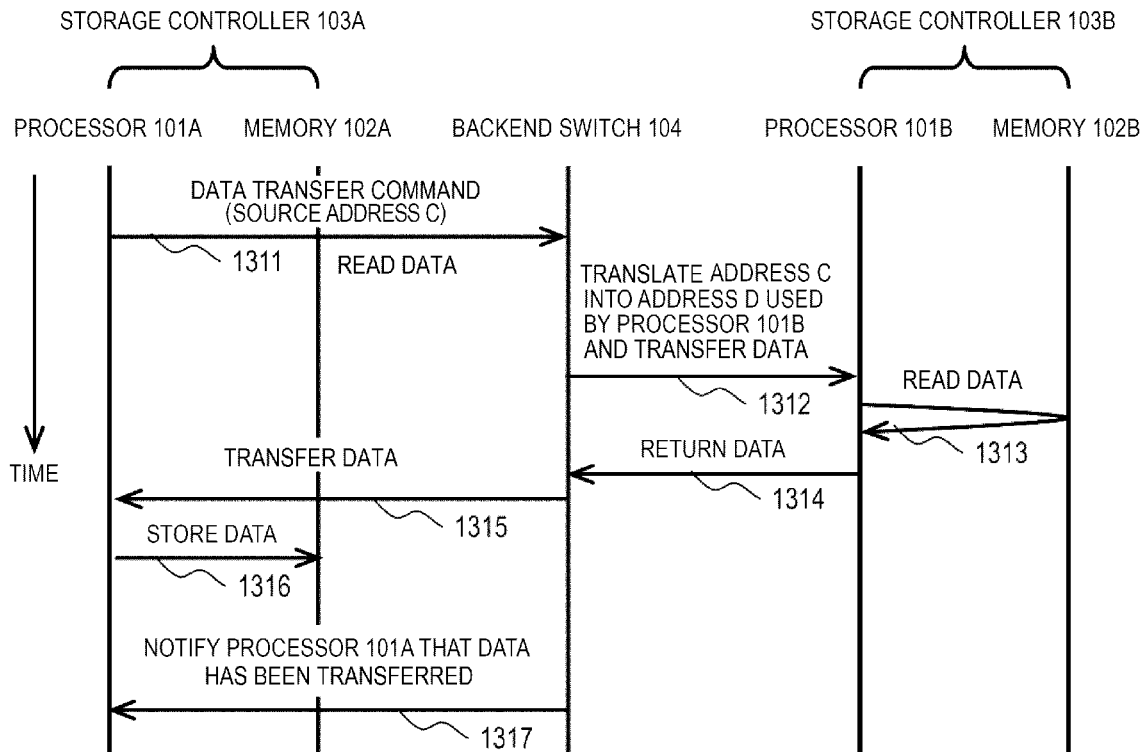 STORAGE CONTROLLER 103A
STORAGE CONTROLLER 103B
PROCESSOR 101A
MEMORY 102A
BACKEND SWITCH 104
PROCESSOR 101B
MEMORY 102B
DATA TRANSFER COMMAND
(SOURCE ADDRESS C)
1311
READ DATA
TRANSLATE ADDRESS C
INTO ADDRESS D USED
BY PROCESSOR 101B
AND TRANSFER DATA
1312
READ DATA
1313
TIME
TRANSFER DATA
RETURN DATA
1314
1315
STORE DATA
1316
NOTIFY PROCESSOR 101A THAT DATA
HAS BEEN TRANSFERRED
1317